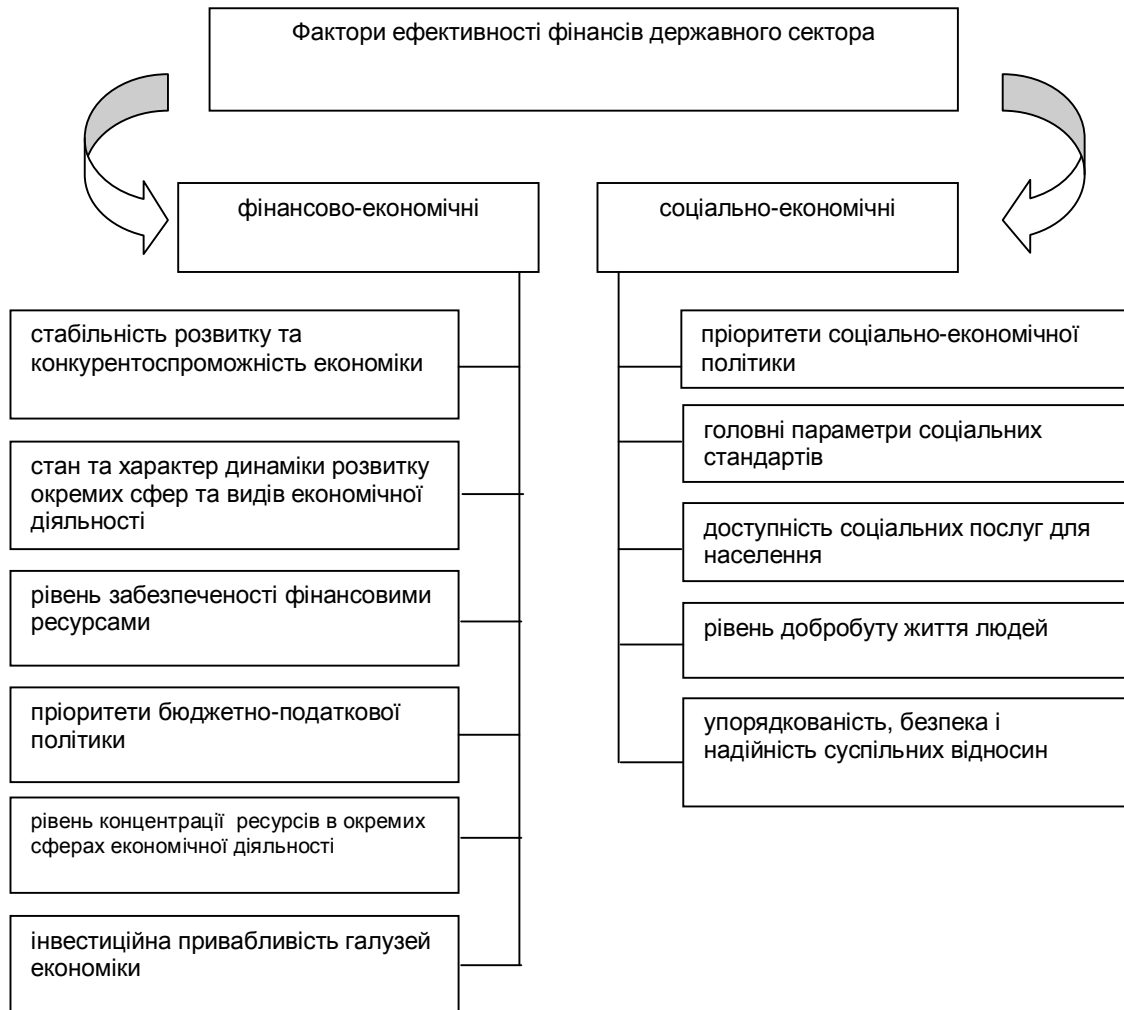 Фактори ефективності фінансів державного сектора
фінансово-економічні
соціально-економічні
стабільність розвитку та
конкурентоспроможність економіки
стан та характер динаміки розвитку
окремих сфер та видів економічної
діяльності
рівень забезпеченості фінансовими
ресурсами
пріоритети бюджетно-податкової
політики
рівень концентрації ресурсів в окремих
сферах економічної діяльності
інвестиційна привабливість галузей
економіки
пріоритети соціально-економічної
політики
головні параметри соціальних
стандартів
доступність соціальних послуг для
населення
рівень добробуту життя людей
упорядкованість, безпека і
надійність суспільних відносин